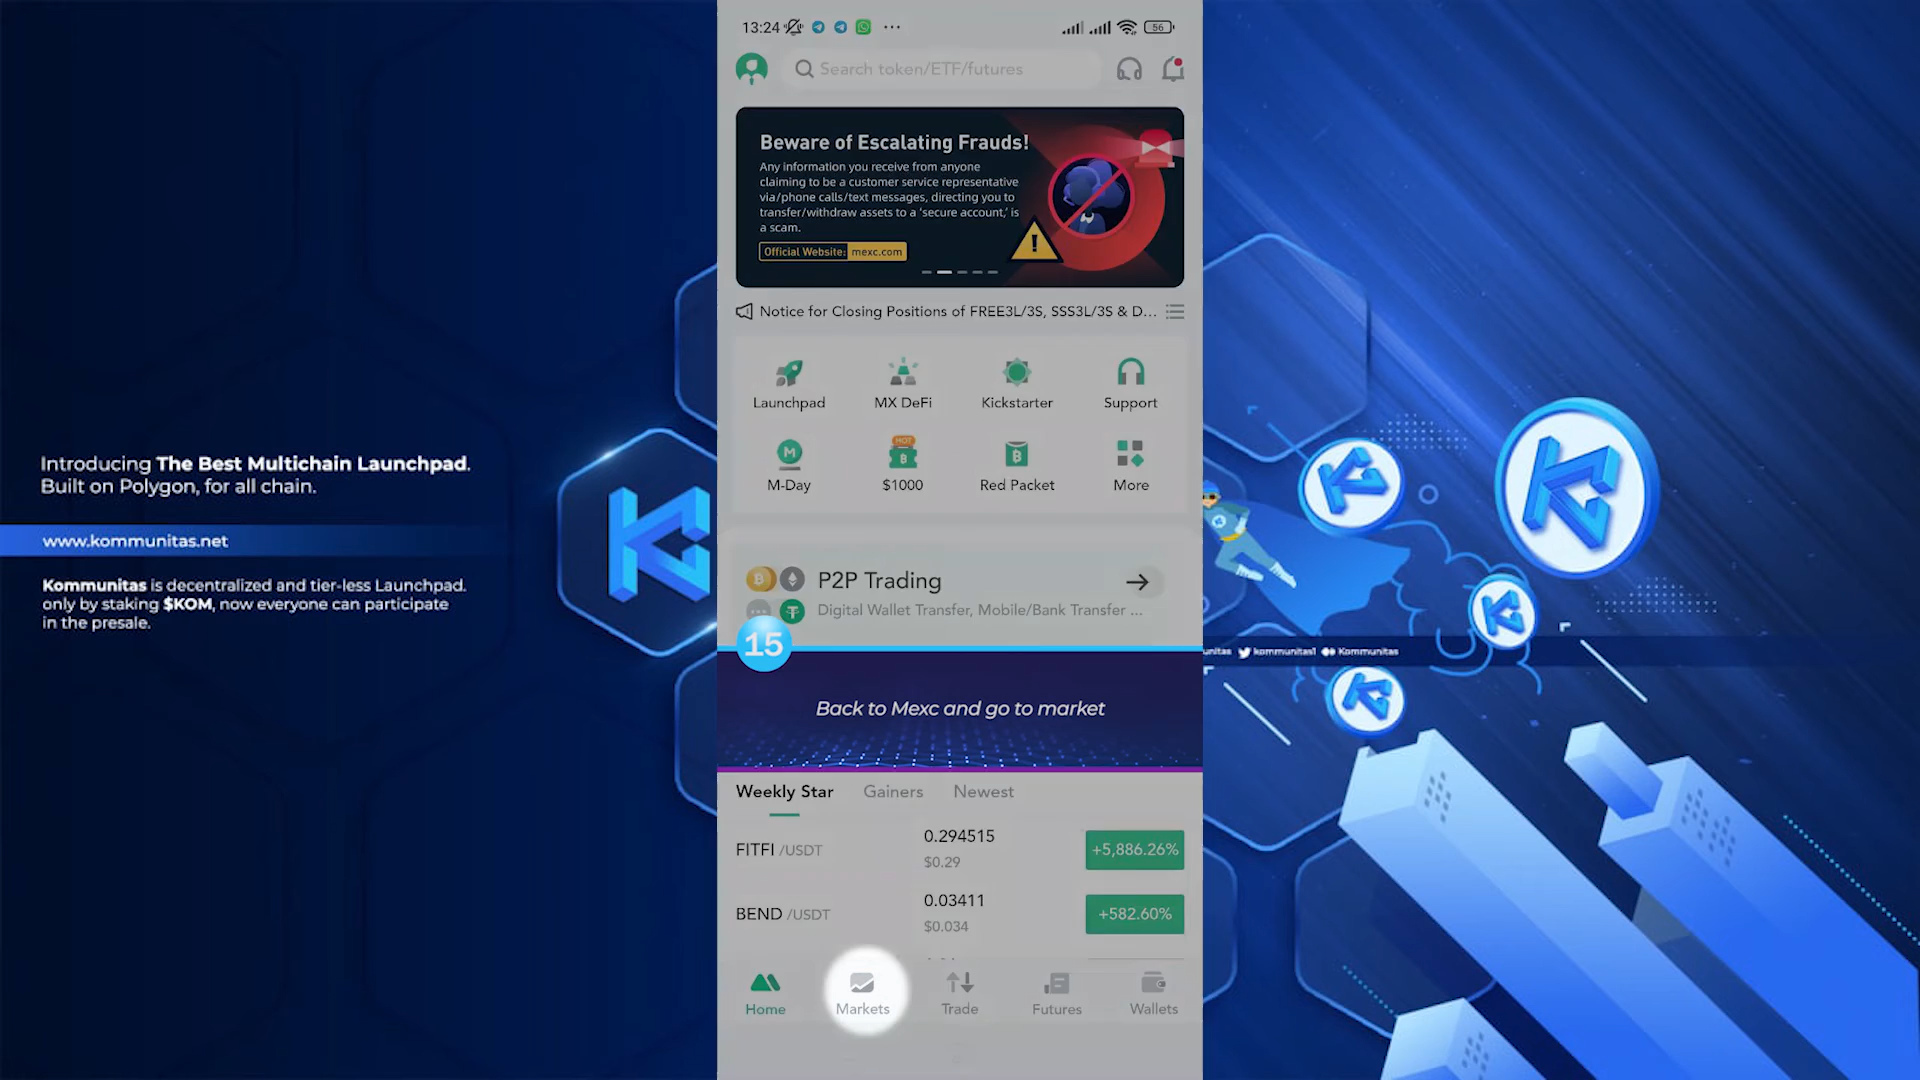 Introducing The Best Multichain Launchpad.
Built on Polygon, for all chain.
www.kommunitas.net
Kommunitas is decentralized and tier-less Launchpad.
only by staking $KOM, now everyone can participate
in the presale.
13:24
56
Search token/ETF/futures
Beware of Escalating Frauds!
Any information you receive from anyone
claiming to be a customer service representative
via/phone calls/text messages, directing you to
transfer/withdraw assets to a 'secure account,' is
a scam.
Official Website: mexc.com
Notice for Closing Positions of FREE3L/3S, SSS3L/3S & D...
Launchpad
MX DeFi
Kickstarter
Support
HOT
M-Day
$1000
Red Packet
More
P2P Trading
Digital Wallet Transfer, Mobile/Bank Transfer ...
15
Back to Mexc and go to market
Weekly Star
Gainers
Newest
FITFI /USDT
0.294515
$0.29
+5,886.26%
BEND /USDT
0.03411
$0.034
+582.60%
Home
Markets
Trade
Futures
Wallets
unitas kommunitas1 Kommunitas